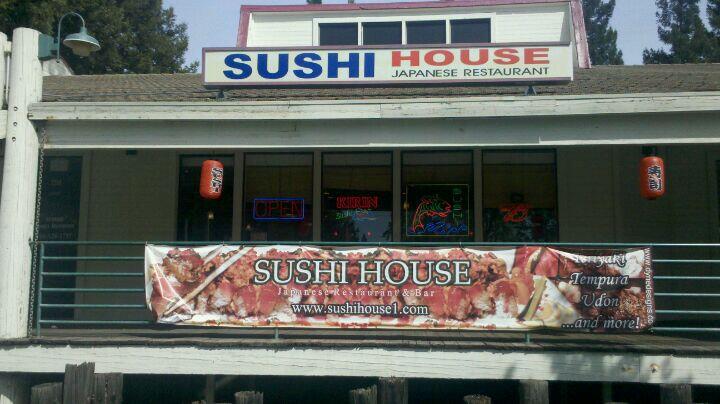 SUSHI HOUSE
JAPANESE RESTAURANT
OPEN
KIRIN
SUSHI HOUSE
Japanese Restaurant & Bar
www.sushihouse1.com
Teriyaki
Tempura
Udon
...and more!